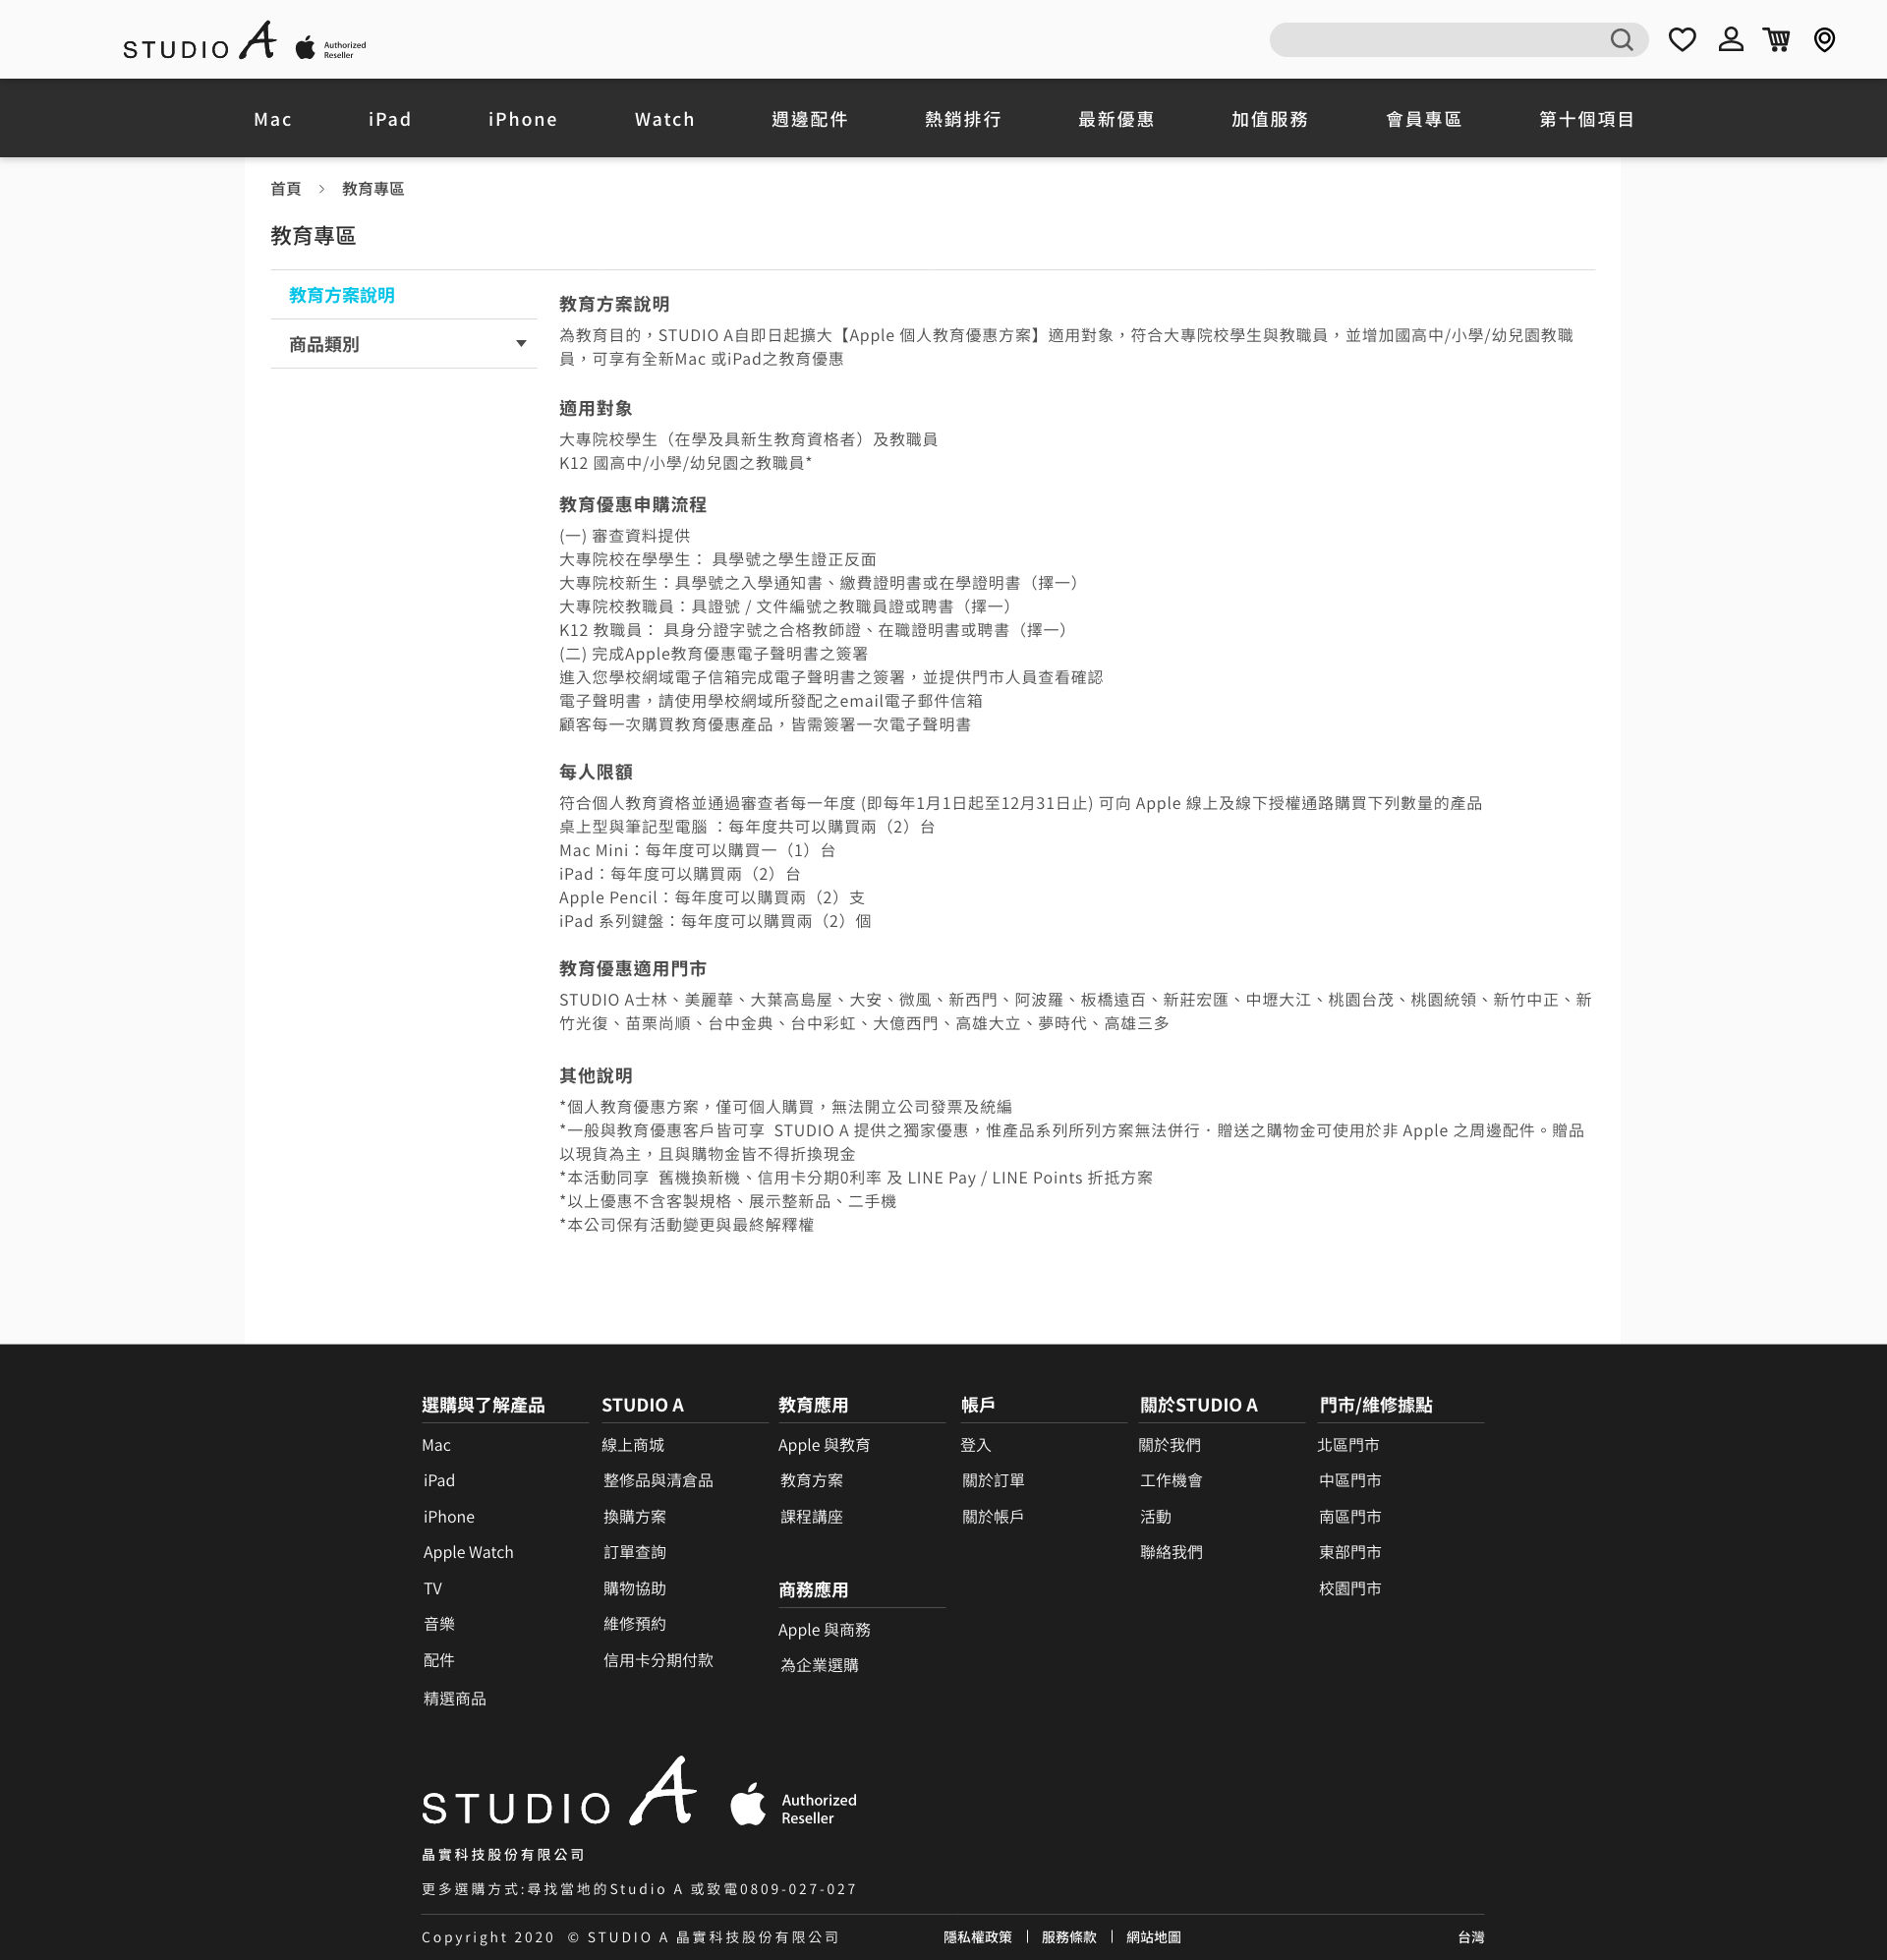 STUDIO A Authorized
Reseller
Mac iPad iPhone Watch 週邊配件 熱銷排行 最新優惠 加值服務 會員專區 第十個項目
首頁 > 教育專區
教育專區
教育方案說明
商品類別
教育方案說明
為教育目的，STUDIO A自即日起擴大【Apple 個人教育優惠方案】適用對象，符合大專院校學生與教職員，並增加國高中/小學/幼兒園教職
員，可享有全新Mac 或iPad之教育優惠
適用對象
大專院校學生（在學及具新生教育資格者）及教職員
K12 國高中/小學/幼兒園之教職員*
教育優惠申購流程
(一) 審查資料提供
大專院校在學學生： 具學號之學生證正反面
大專院校新生：具學號之入學通知書、繳費證明書或在學證明書（擇一）
大專院校教職員：具證號 / 文件編號之教職員證或聘書（擇一）
K12 教職員： 具身分證字號之合格教師證、在職證明書或聘書（擇一）
(二) 完成Apple教育優惠電子聲明書之簽署
進入您學校網域電子信箱完成電子聲明書之簽署，並提供門市人員查看確認
電子聲明書，請使用學校網域所發配之email電子郵件信箱
顧客每一次購買教育優惠產品，皆需簽署一次電子聲明書
每人限額
符合個人教育資格並通過審查者每一年度 (即每年1月1日起至12月31日止) 可向 Apple 線上及線下授權通路購買下列數量的產品
桌上型與筆記型電腦 ：每年度共可以購買兩（2）台
Mac Mini：每年度可以購買一（1）台
iPad：每年度可以購買兩（2）台
Apple Pencil：每年度可以購買兩（2）支
iPad 系列鍵盤：每年度可以購買兩（2）個
教育優惠適用門市
STUDIO A士林、美麗華、大葉高島屋、大安、微風、新西門、阿波羅、板橋遠百、新莊宏匯、中壢大江、桃園台茂、桃園統領、新竹中正、新
竹光復、苗栗尚順、台中金典、台中彩虹、大億西門、高雄大立、夢時代、高雄三多
其他說明
*個人教育優惠方案，僅可個人購買，無法開立公司發票及統編
*一般與教育優惠客戶皆可享 STUDIO A 提供之獨家優惠，惟產品系列所列方案無法併行．贈送之購物金可使用於非 Apple 之周邊配件。贈品
以現貨為主，且與購物金皆不得折換現金
*本活動同享 舊機換新機、信用卡分期0利率 及 LINE Pay / LINE Points 折抵方案
*以上優惠不含客製規格、展示整新品、二手機
*本公司保有活動變更與最終解釋權
選購與了解產品
Mac
iPad
iPhone
Apple Watch
TV
音樂
配件
精選商品
STUDIO A
線上商城
整修品與清倉品
換購方案
訂單查詢
購物協助
維修預約
信用卡分期付款
教育應用
Apple 與教育
教育方案
課程講座
商務應用
Apple 與商務
為企業選購
帳戶
登入
關於訂單
關於帳戶
關於STUDIO A
關於我們
工作機會
活動
聯絡我們
門市/維修據點
北區門市
中區門市
南區門市
東部門市
校園門市
STUDIO A Authorized
Reseller
晶實科技股份有限公司
更多選購方式:尋找當地的Studio A 或致電0809-027-027
Copyright 2020 © STUDIO A 晶實科技股份有限公司 隱私權政策 | 服務條款 | 網站地圖 台灣